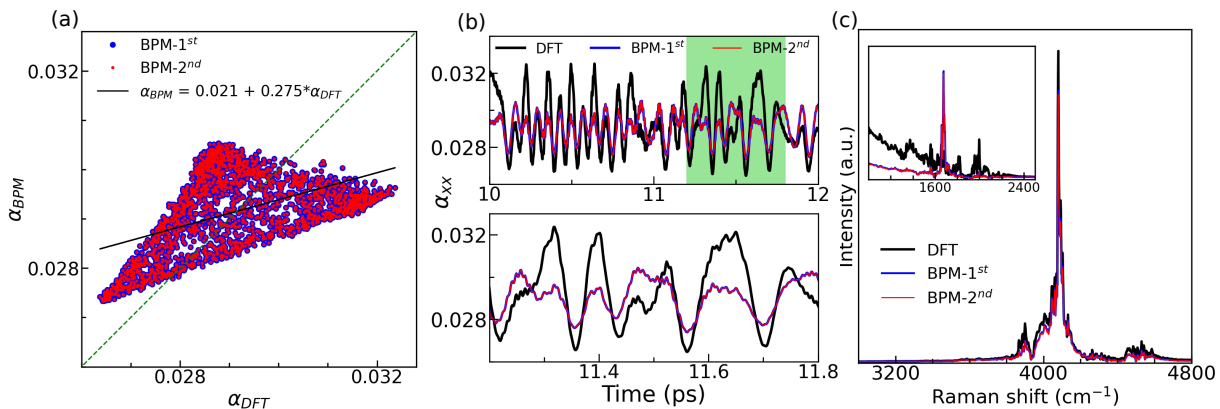 (a)
BPM-1st
BPM-2nd
αBPM = 0.021 + 0.275*αDFT
0.032
0.028
αBPM
0.028
0.032
αDFT
(b)
DFT
BPM-1st
BPM-2nd
0.032
0.028
10
11
12
αxx
0.032
0.028
11.4
11.6
11.8
Time (ps)
(c)
1600
2400
DFT
BPM-1st
BPM-2nd
Intensity (a.u.)
3200
4000
4800
Raman shift (cm−1)